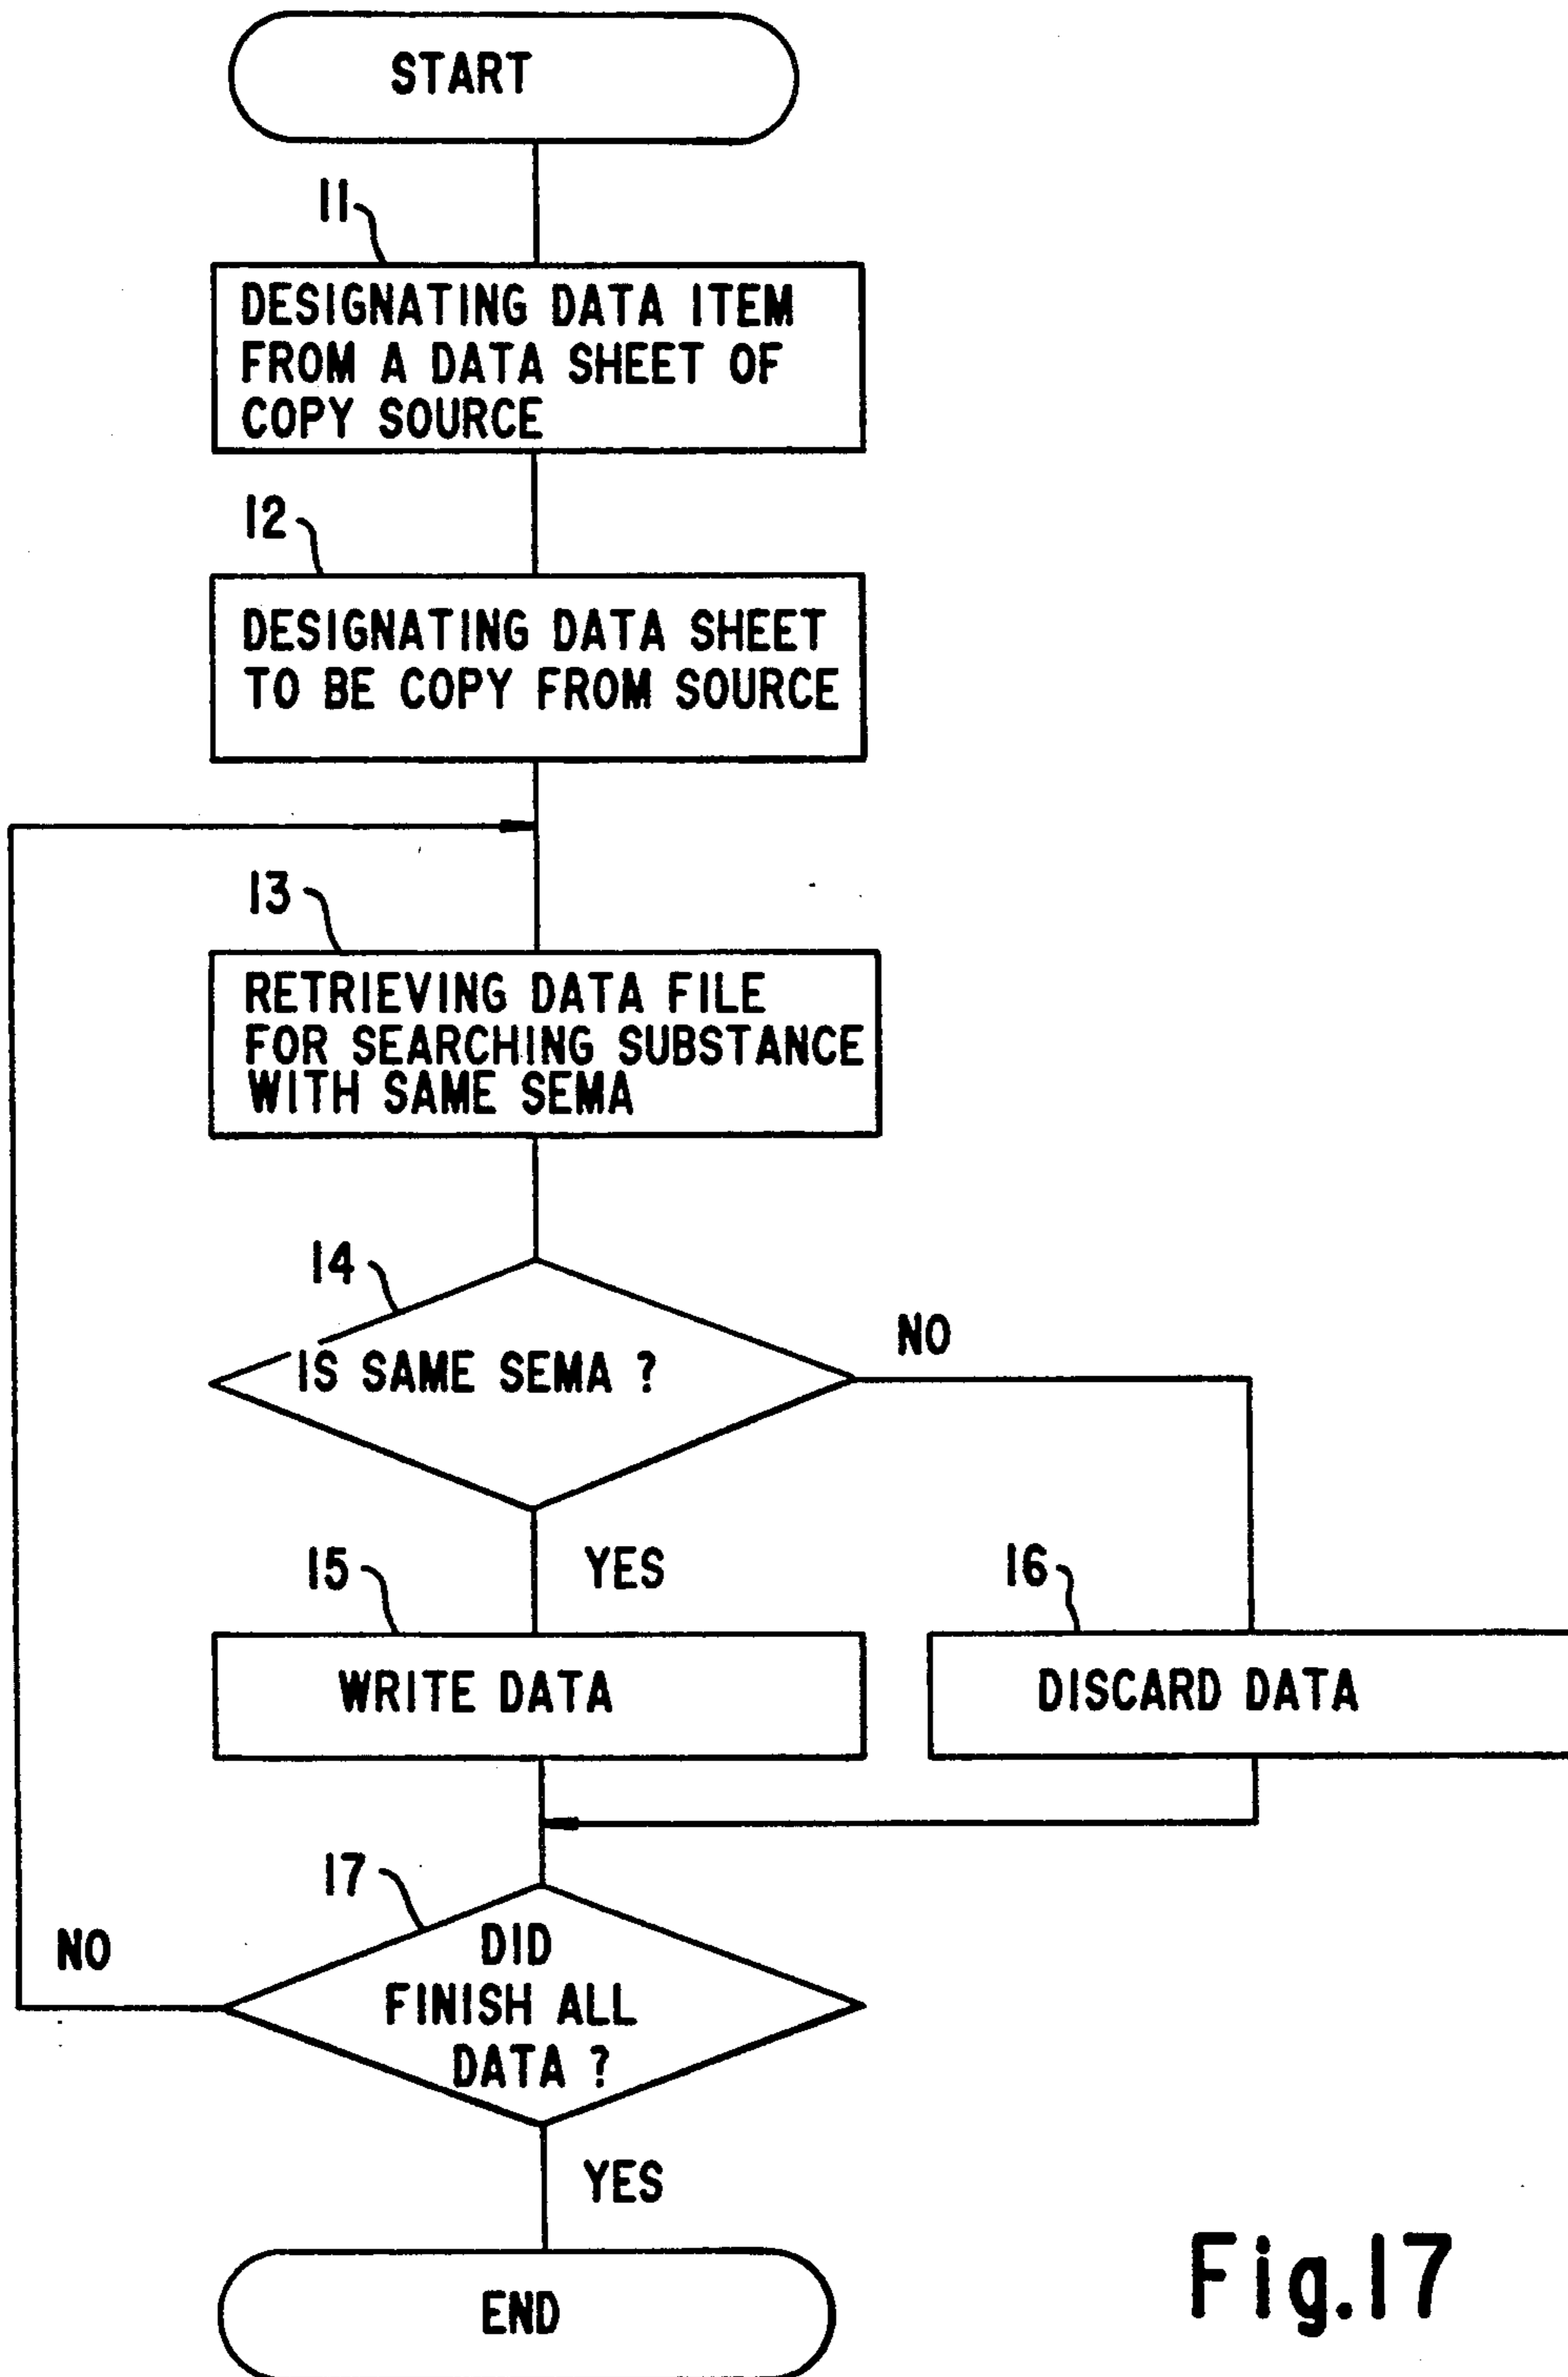 START
11
DESIGNATING DATA ITEM
FROM A DATA SHEET OF
COPY SOURCE
12
DESIGNATING DATA SHEET
TO BE COPY FROM SOURCE
13
RETRIEVING DATA FILE
FOR SEARCHING SUBSTANCE
WITH SAME SEMA
14
IS SAME SEMA ?
NO
YES
15
WRITE DATA
16
DISCARD DATA
17
DID
FINISH ALL
DATA ?
NO
YES
END
Fig.17